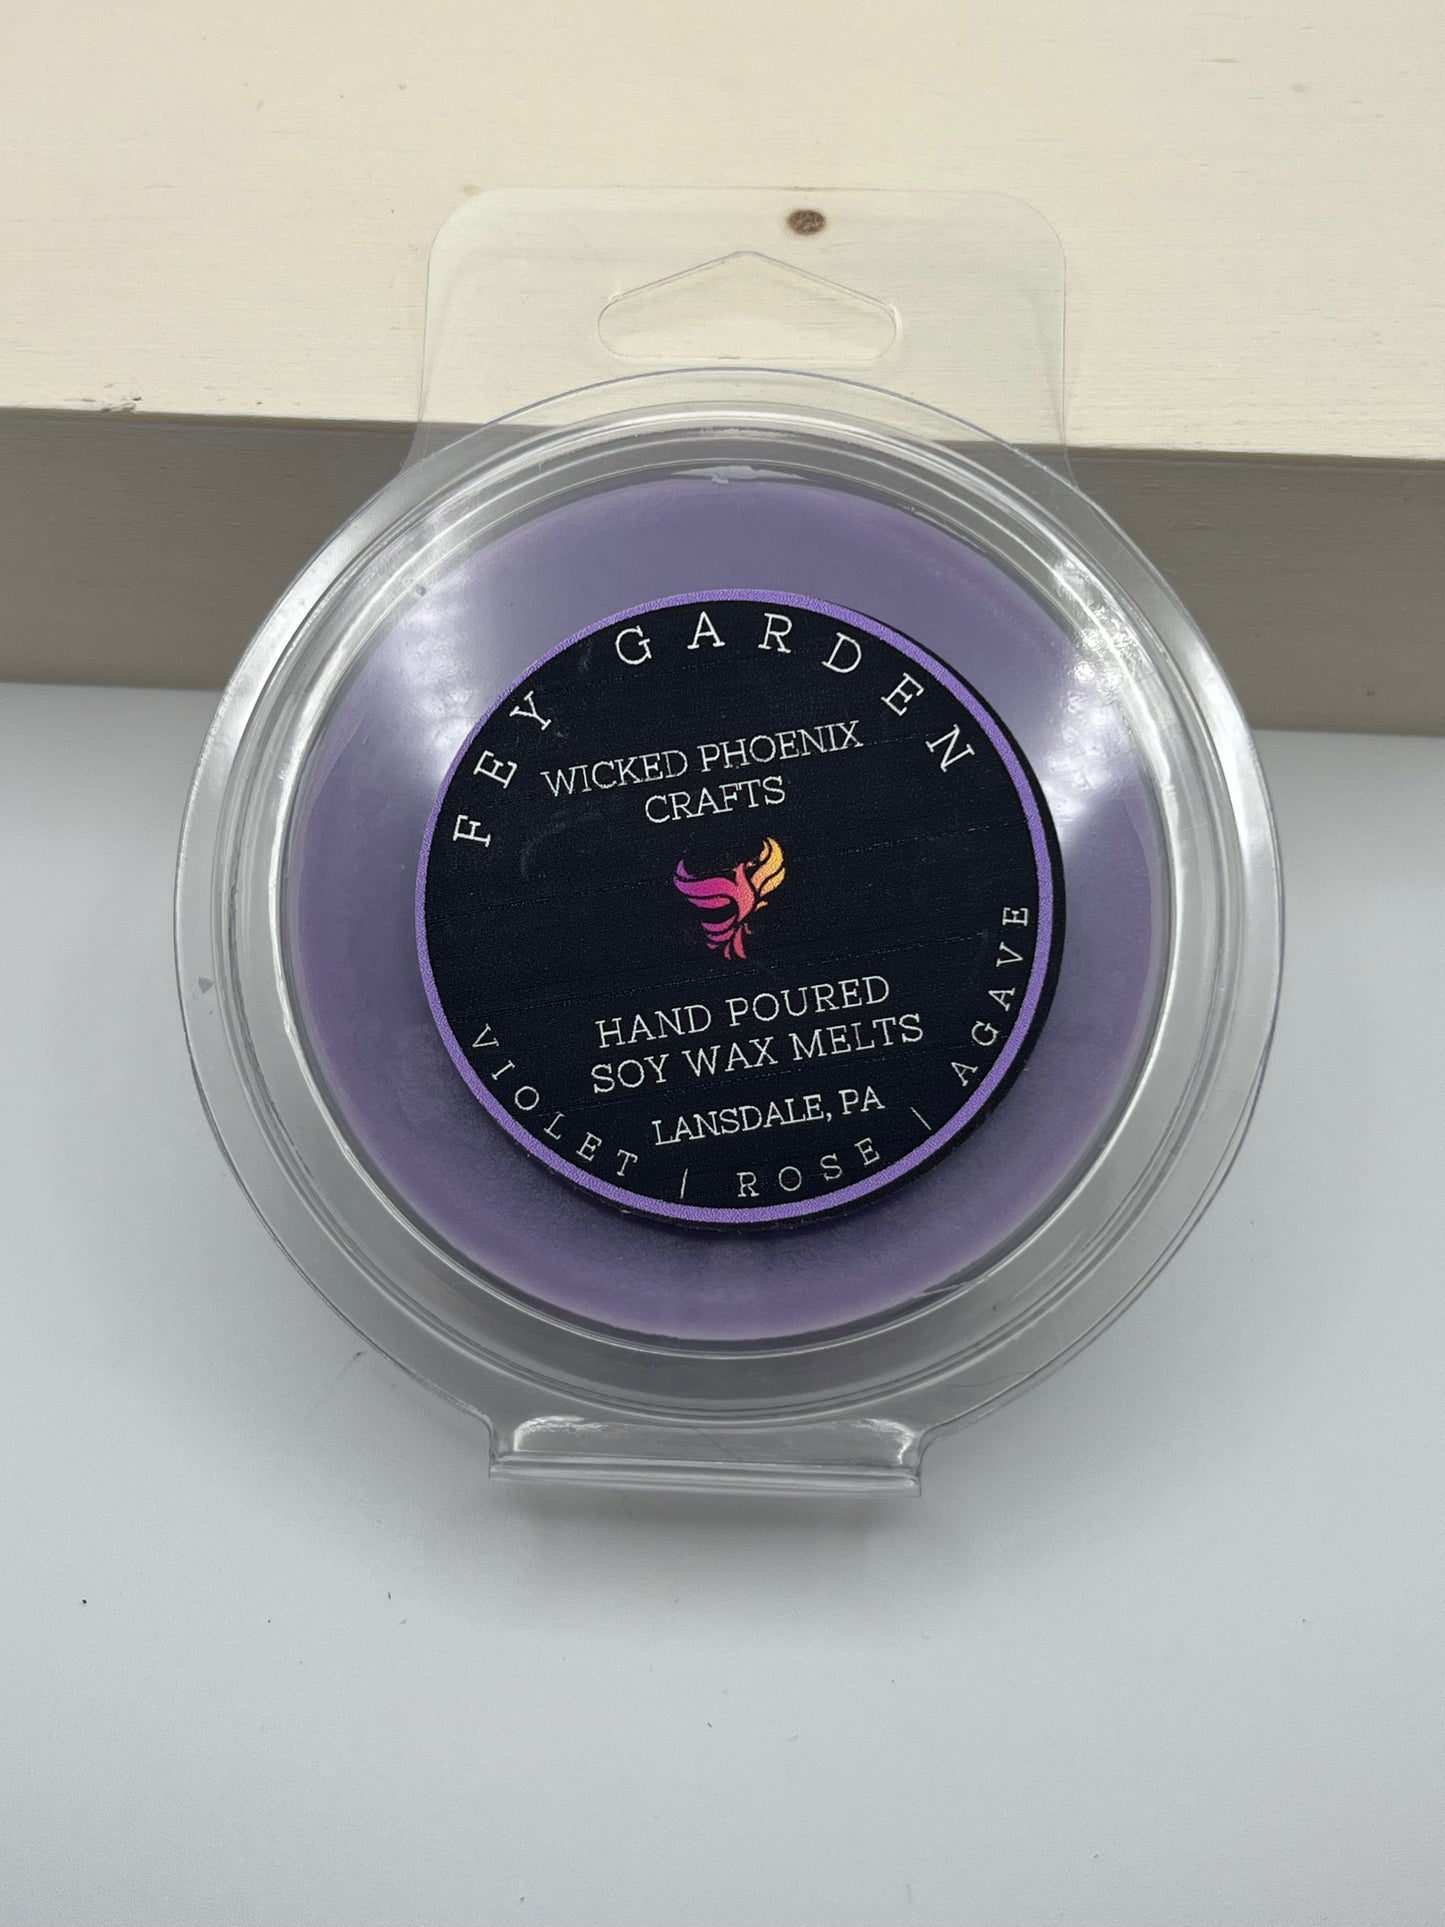 FEY GARDEN
WICKED PHOENIX
CRAFTS
HAND POURED
SOY WAX MELTS
LANSDALE, PA
VIOLET / ROSE / AGAVE